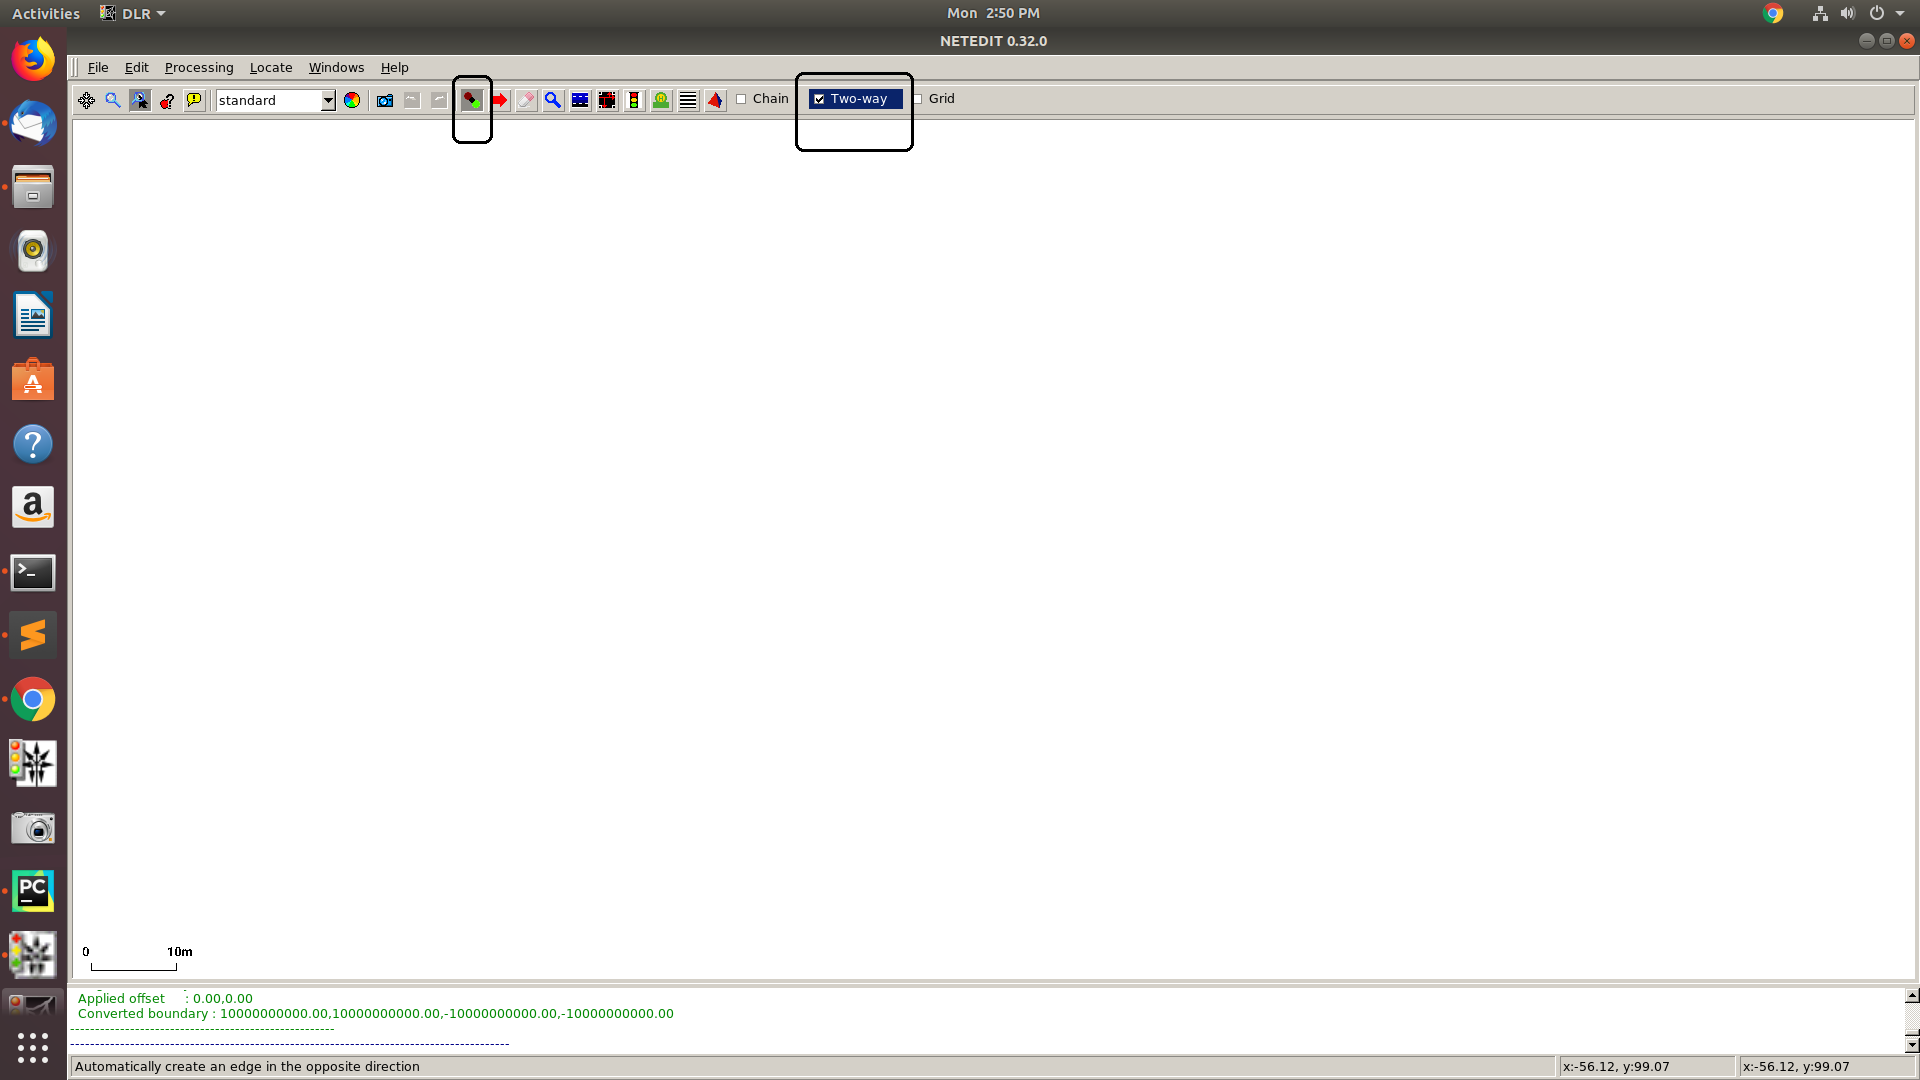 Activities DLR Mon 2:50 PM
NETEDIT 0.32.0
File Edit Processing Locate Windows Help
standard Chain Two-way Grid
0 10m
Applied offset : 0.00,0.00
Converted boundary : 10000000000.00,10000000000.00,-10000000000.00,-10000000000.00
Automatically create an edge in the opposite direction x:-56.12, y:99.07 x:-56.12, y:99.07
A
?
a
>_
PC